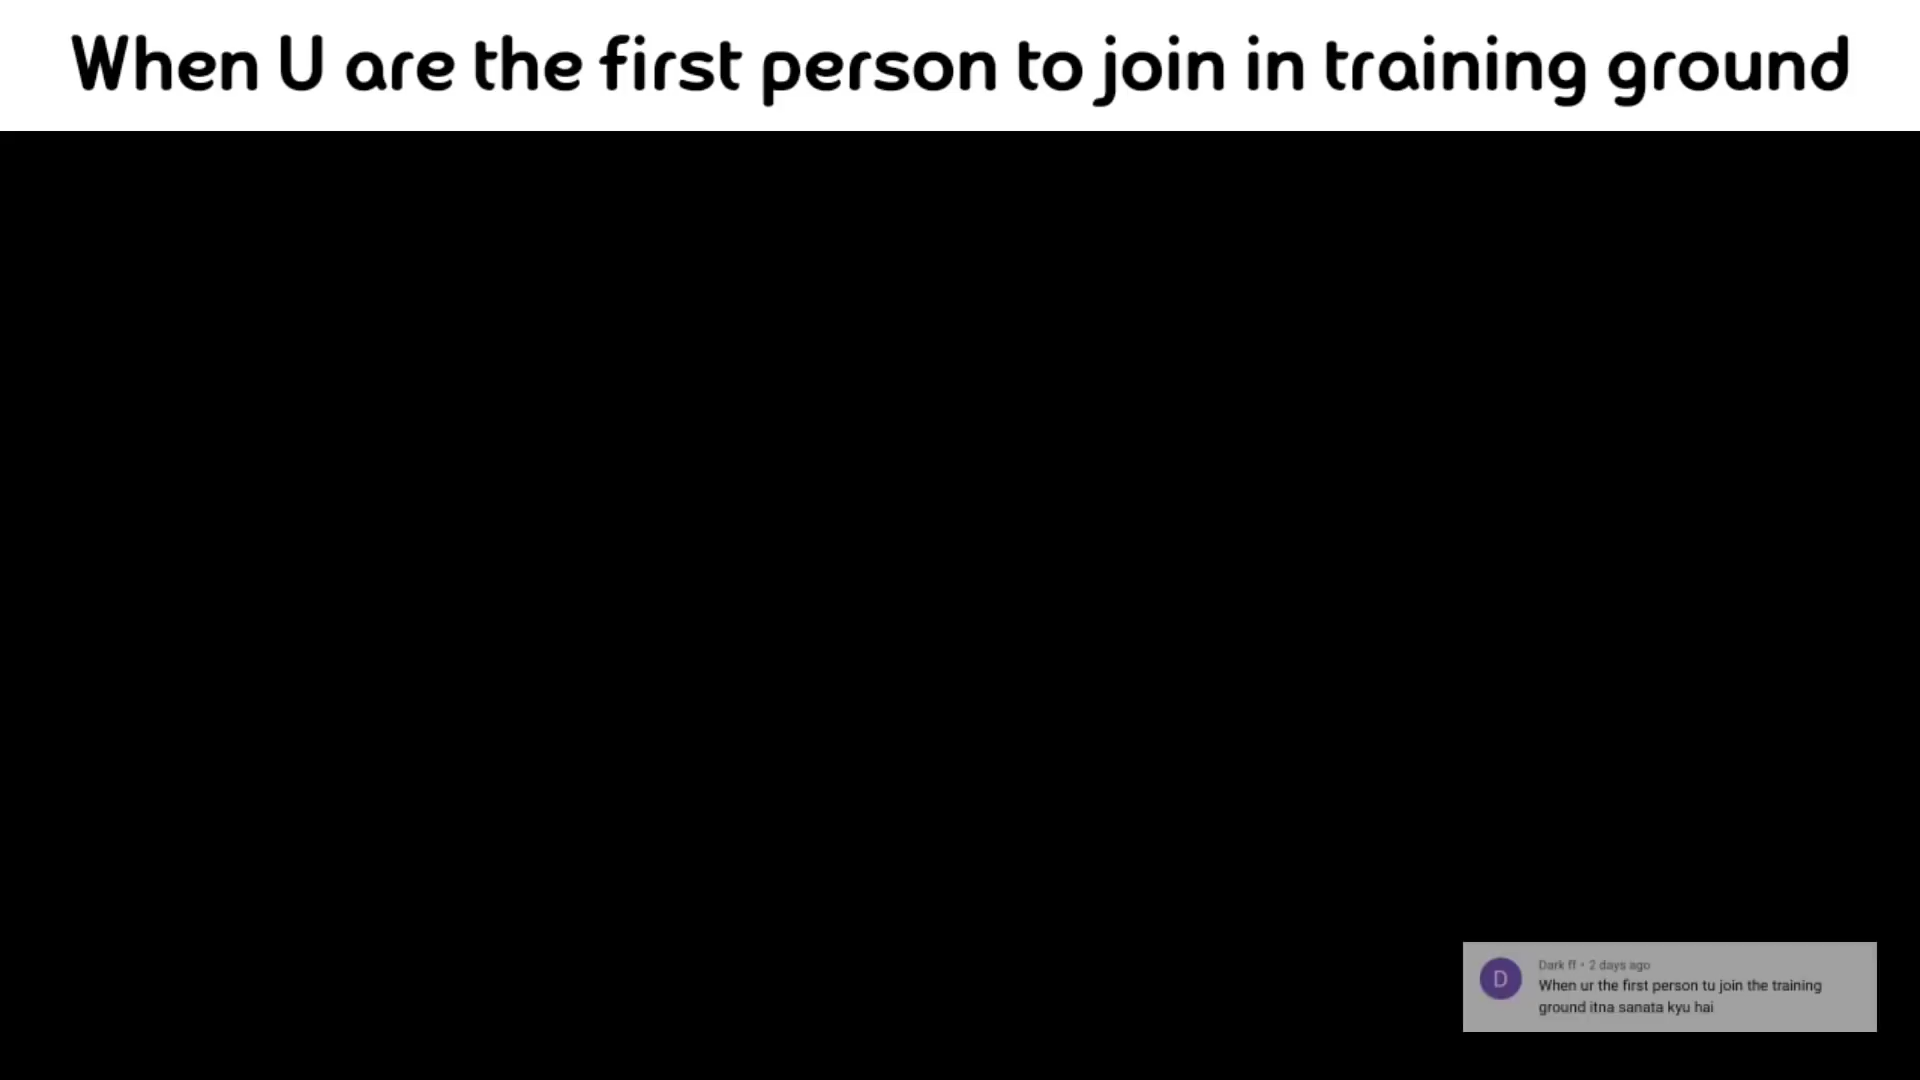 When U are the first person to join in training ground
D
Dark ff • 2 days ago
When ur the first person tu join the training
ground itna sanata kyu hai